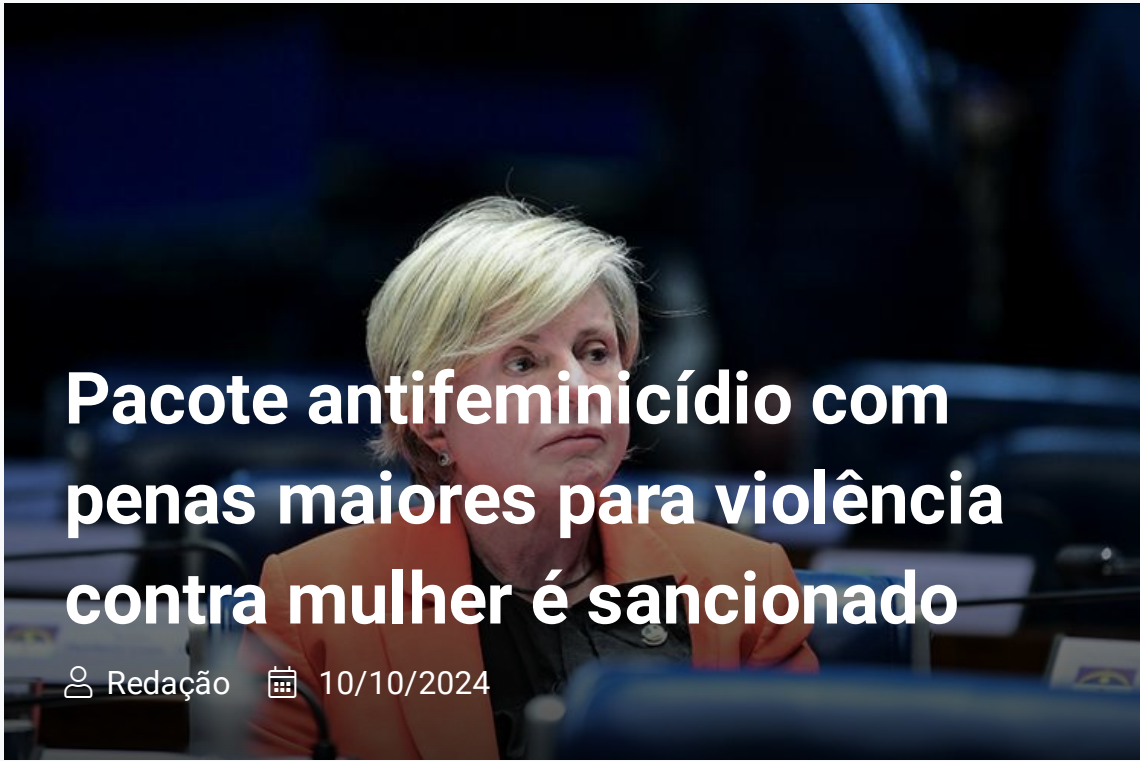 Pacote antifeminicídio com
penas maiores para violência
contra mulher é sancionado
Redação 10/10/2024